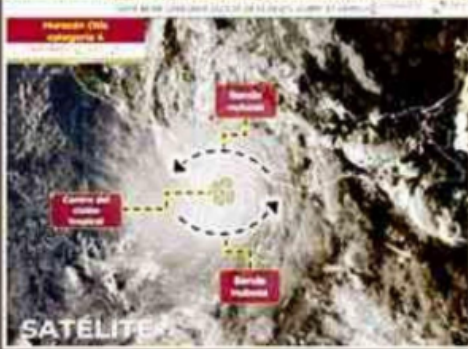 Huracán Otis
categoría 4
Banda
nubosa
Centro del
ciclón
tropical
Banda
nubosa
SATÉLITE